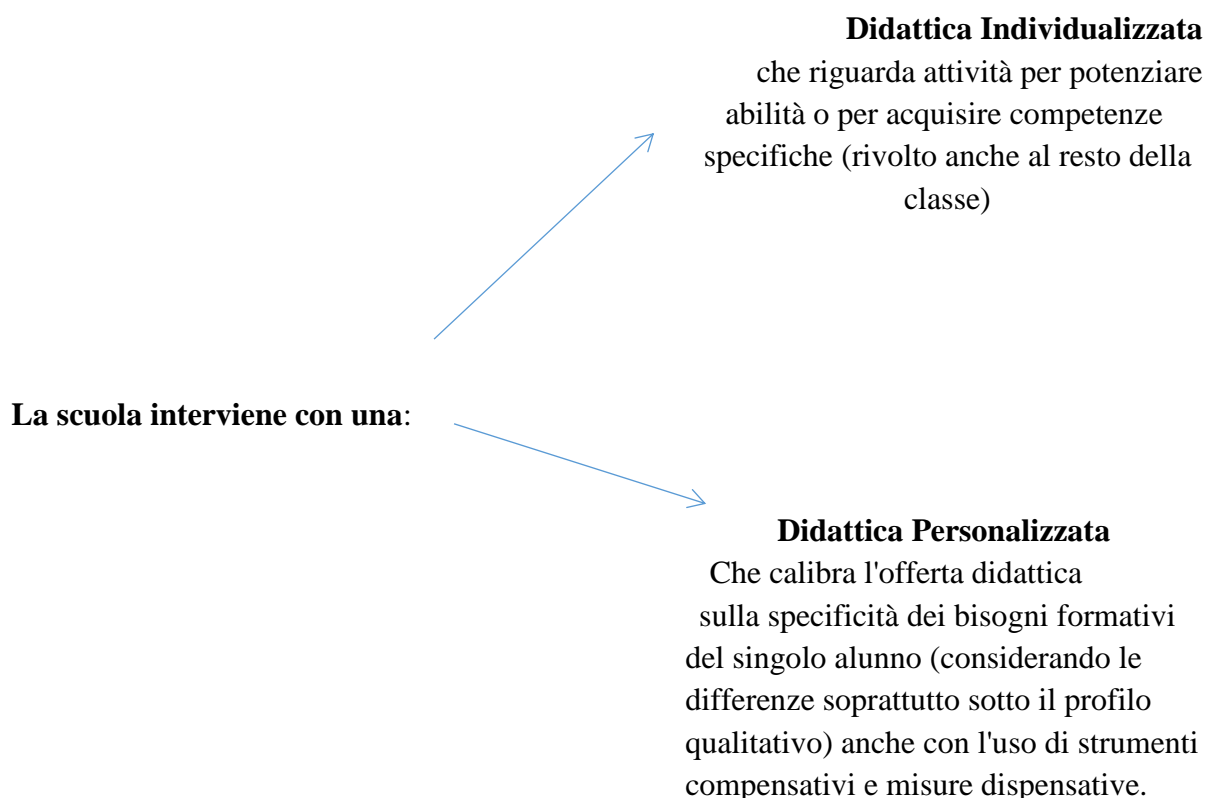 Didattica Individualizzata
che riguarda attività per potenziare
abilità o per acquisire competenze
specifiche (rivolto anche al resto della
classe)
La scuola interviene con una:
Didattica Personalizzata
Che calibra l'offerta didattica
sulla specificità dei bisogni formativi
del singolo alunno (considerando le
differenze soprattutto sotto il profilo
qualitativo) anche con l'uso di strumenti
compensativi e misure dispensative.